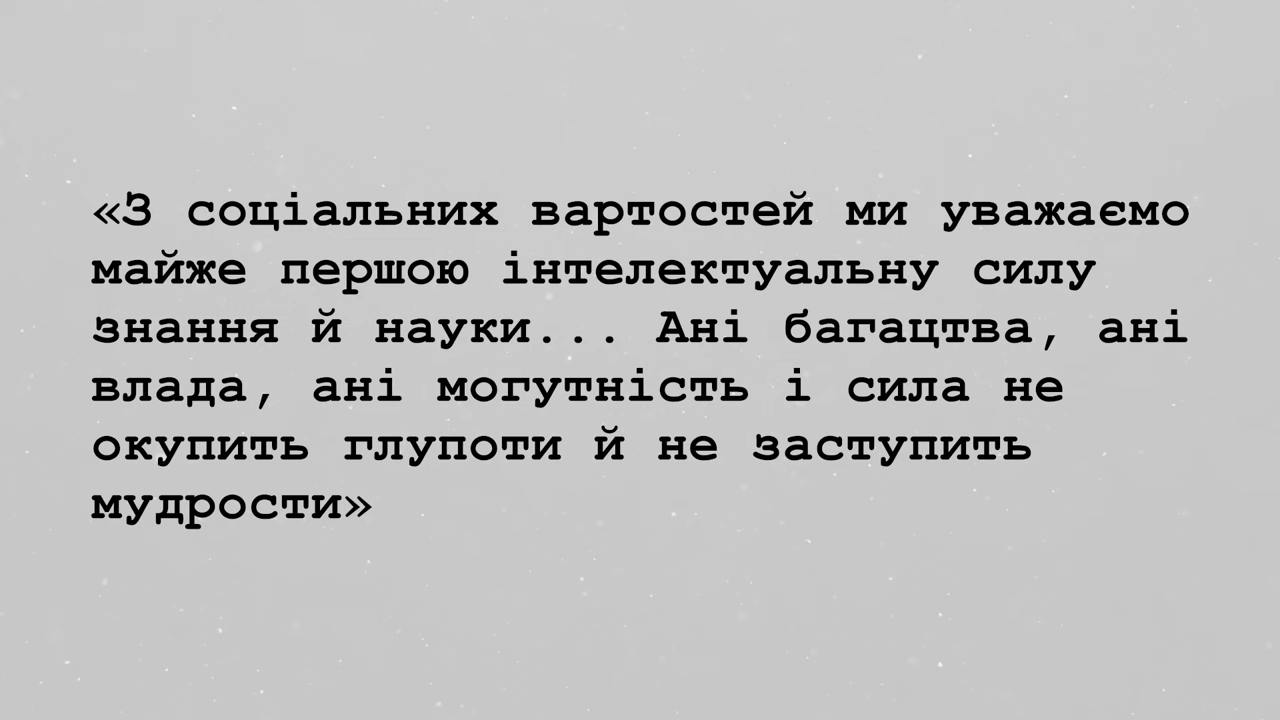 «З соціальних вартостей ми уважаємо
майже першою інтелектуальну силу
знання й науки... Ані багацтва, ані
влада, ані могутність і сила не
окупить глупоти й не заступить
мудрости»